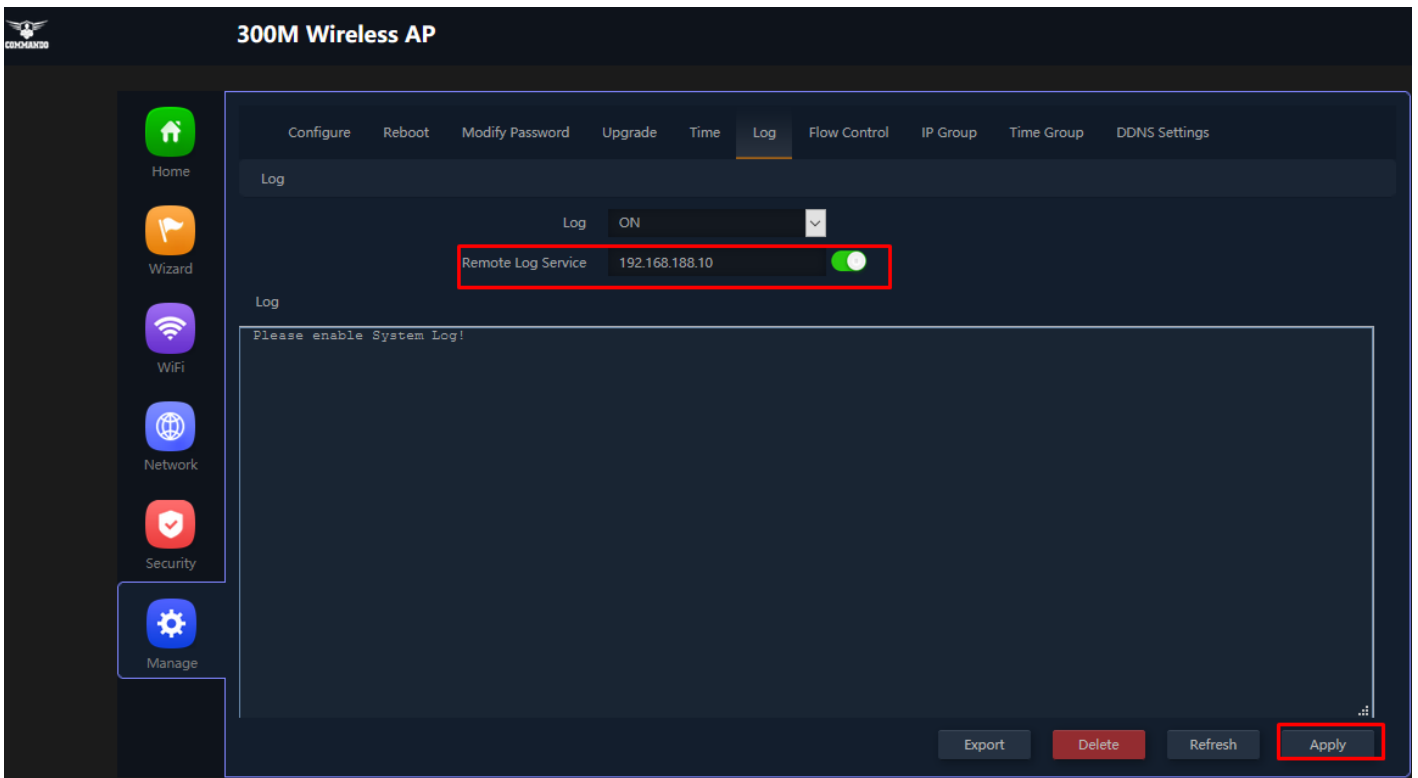 COMMANDO
300M Wireless AP
Home
Wizard
WiFi
Network
Security
Manage
Configure Reboot Modify Password Upgrade Time Log Flow Control IP Group Time Group DDNS Settings
Log
Log ON
Remote Log Service 192.168.188.10
Log
Please enable System Log!
Export Delete Refresh Apply